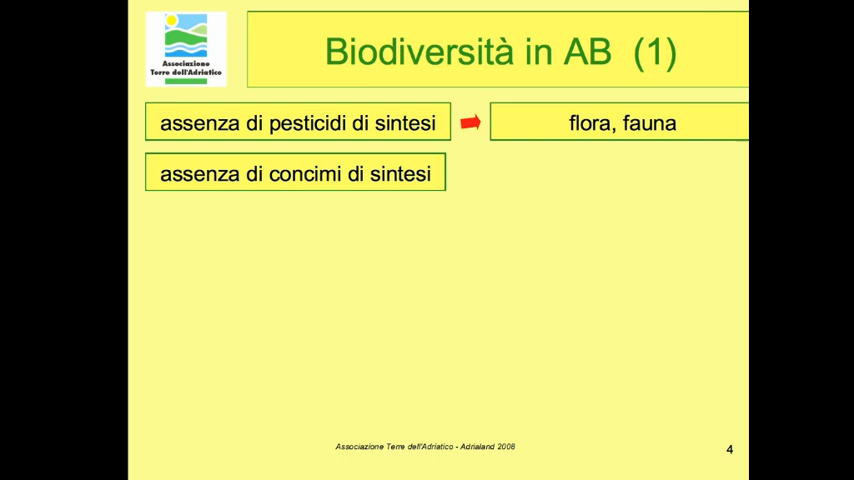 Associazione
Terre dell'Adriatico
Biodiversità in AB (1)
assenza di pesticidi di sintesi
flora, fauna
assenza di concimi di sintesi
Associazione Terre dell'Adriatico - Adrialand 2008
4